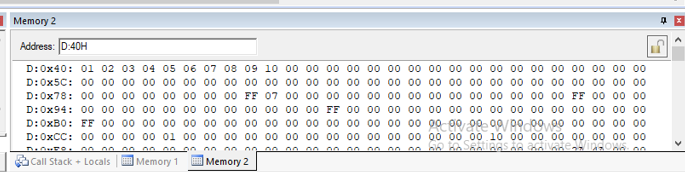 Memory 2
Address: D:40H
D:0x40: 01 02 03 04 05 06 07 08 09 10 00 00 00 00 00 00 00 00 00 00 00 00 00 00 00 00 00 00
D:0x5C: 00 00 00 00 00 00 00 00 00 00 00 00 00 00 00 00 00 00 00 00 00 00 00 00 00 00 00 00
D:0x78: 00 00 00 00 00 00 00 00 FF 07 00 00 00 00 00 00 00 00 00 00 00 00 00 00 FF 00 00 00
D:0x94: 00 00 00 00 00 00 00 00 00 00 00 00 FF 00 00 00 00 00 00 00 00 00 00 00 00 00 00 00
D:0xB0: FF 00 00 00 00 00 00 00 00 00 00 00 00 00 00 00 00 00 00 00 00 00 00 00 00 00 00 00
D:0xCC: 00 00 00 00 01 00 00 00 00 00 00 00 00 00 00 00 00 00 00 00 10 00 00 00 00 00 00 00
Activate Windows
Go to Settings to activate Windows.
Call Stack + Locals Memory 1 Memory 2